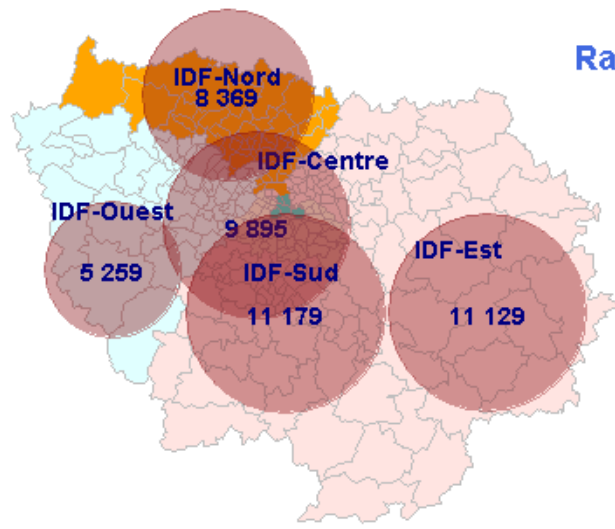 Ra
IDF-Nord
8 369
IDF-Centre
IDF-Ouest
9 895
5 259
IDF-Sud
11 179
IDF-Est
11 129